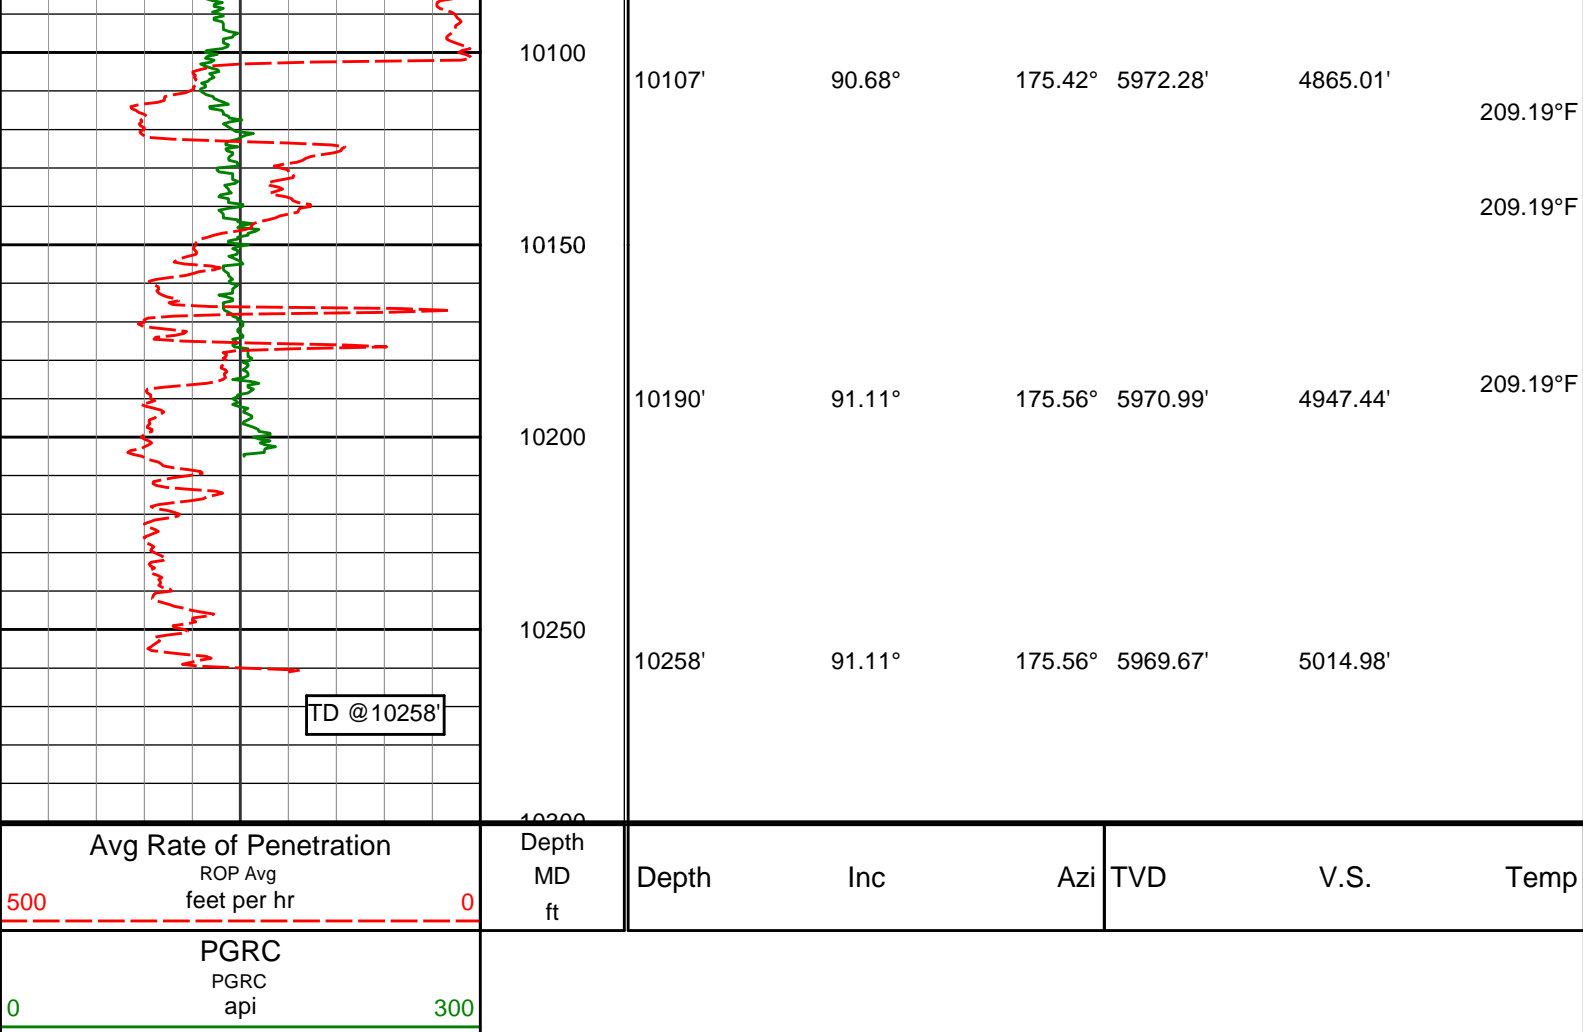 10100
10107' 90.68° 175.42° 5972.28' 4865.01'
209.19°F
209.19°F
10150
209.19°F
10190' 91.11° 175.56° 5970.99' 4947.44'
10200
10250
10258' 91.11° 175.56° 5969.67' 5014.98'
TD @10258'
10300
Avg Rate of Penetration
ROP Avg
feet per hr
500 0
Depth
MD
ft
Depth Inc Azi TVD V.S. Temp
PGRC
PGRC
api
0 300